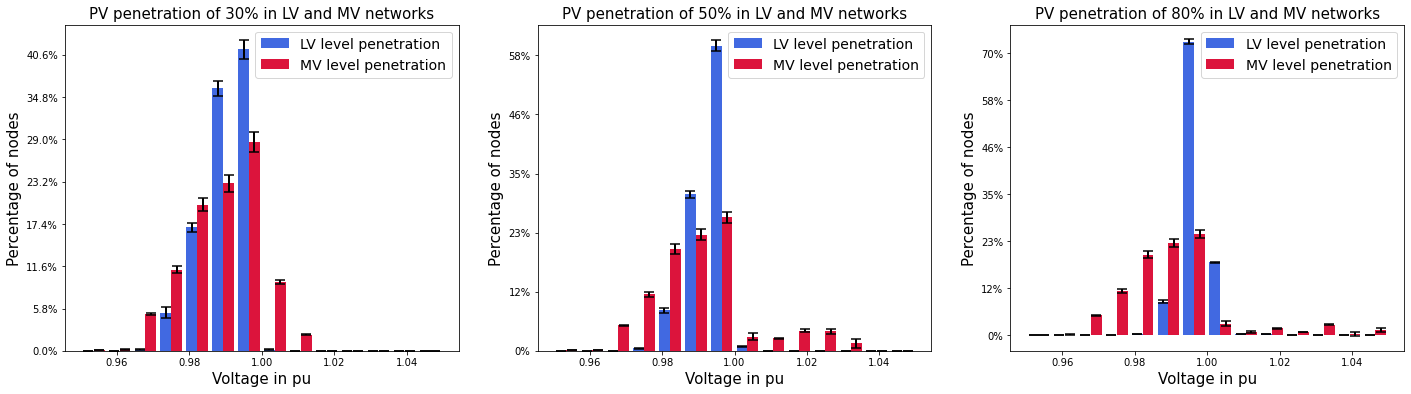 PV penetration of 30% in LV and MV networks
Percentage of nodes
40.6%
34.8%
29.0%
23.2%
17.4%
11.6%
5.8%
0.0%
LV level penetration
MV level penetration
0.96 0.98 1.00 1.02 1.04
Voltage in pu
PV penetration of 50% in LV and MV networks
Percentage of nodes
58%
46%
35%
23%
12%
0%
LV level penetration
MV level penetration
0.96 0.98 1.00 1.02 1.04
Voltage in pu
PV penetration of 80% in LV and MV networks
Percentage of nodes
70%
58%
46%
35%
23%
12%
0%
LV level penetration
MV level penetration
0.96 0.98 1.00 1.02 1.04
Voltage in pu